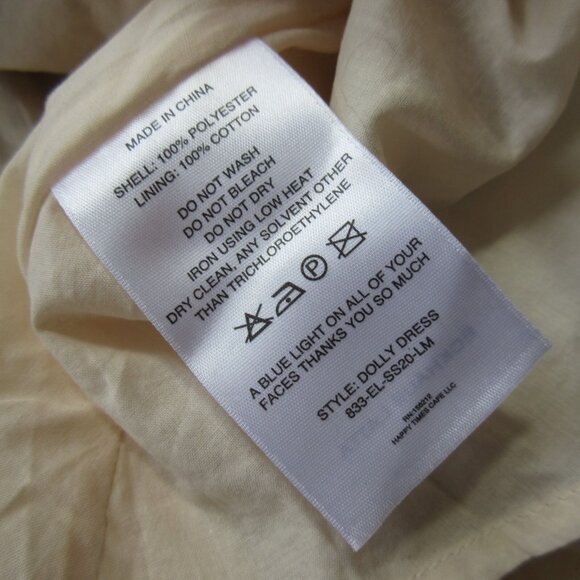 MADE IN CHINA
SHELL: 100% POLYESTER
LINING: 100% COTTON
DO NOT WASH
DO NOT BLEACH
DO NOT DRY
IRON USING LOW HEAT
DRY CLEAN, ANY SOLVENT OTHER
THAN TRICHLOROETHYLENE
P
A BLUE LIGHT ON ALL OF YOUR
FACES THANKS YOU SO MUCH
STYLE: DOLLY DRESS
833-EL-SS20-LM
RN:155212
HAPPY TIMES CAFE LLC